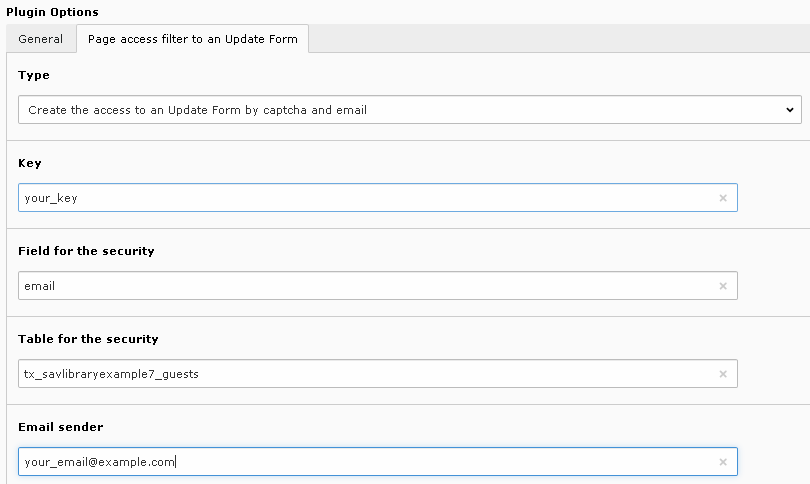 Plugin Options
General
Page access filter to an Update Form
Type
Create the access to an Update Form by captcha and email
Key
your_key
Field for the security
email
Table for the security
tx_savlibraryexample7_guests
Email sender
your_email@example.com